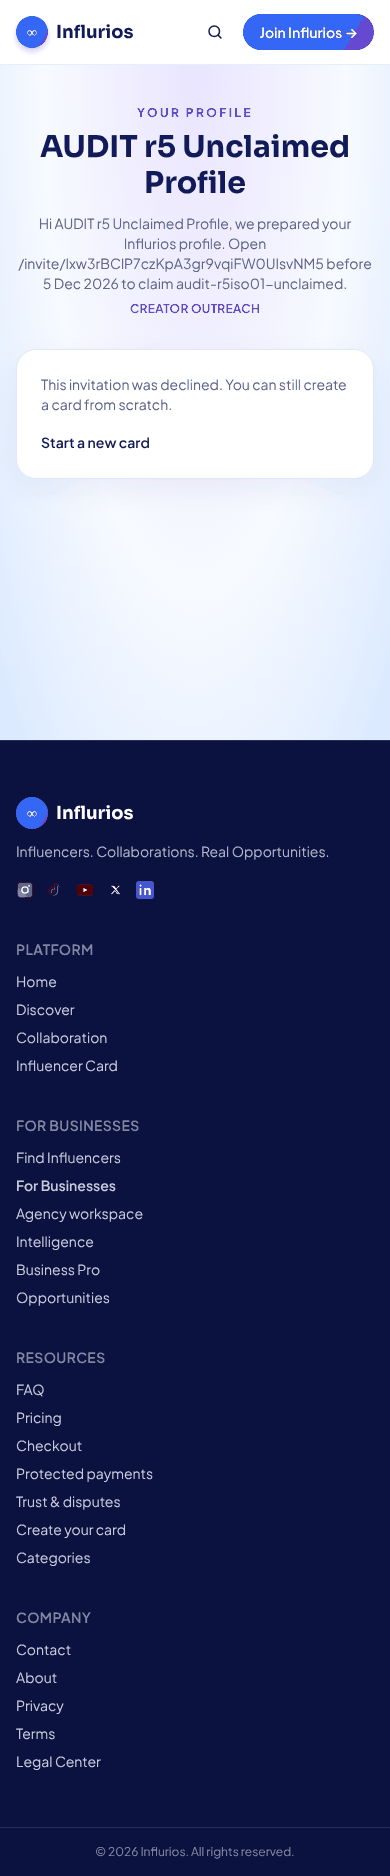 ∞ Influrios
Join Influrios →
YOUR PROFILE
AUDIT r5 Unclaimed
Profile
Hi AUDIT r5 Unclaimed Profile, we prepared your
Influrios profile. Open
/invite/Ixw3rBClP7czKpA3gr9vqiFW0UIsvNM5 before
5 Dec 2026 to claim audit-r5iso01-unclaimed.
CREATOR OUTREACH
This invitation was declined. You can still create
a card from scratch.
Start a new card
∞ Influrios
Influencers. Collaborations. Real Opportunities.
PLATFORM
Home
Discover
Collaboration
Influencer Card
FOR BUSINESSES
Find Influencers
For Businesses
Agency workspace
Intelligence
Business Pro
Opportunities
RESOURCES
FAQ
Pricing
Checkout
Protected payments
Trust & disputes
Create your card
Categories
COMPANY
Contact
About
Privacy
Terms
Legal Center
© 2026 Influrios. All rights reserved.